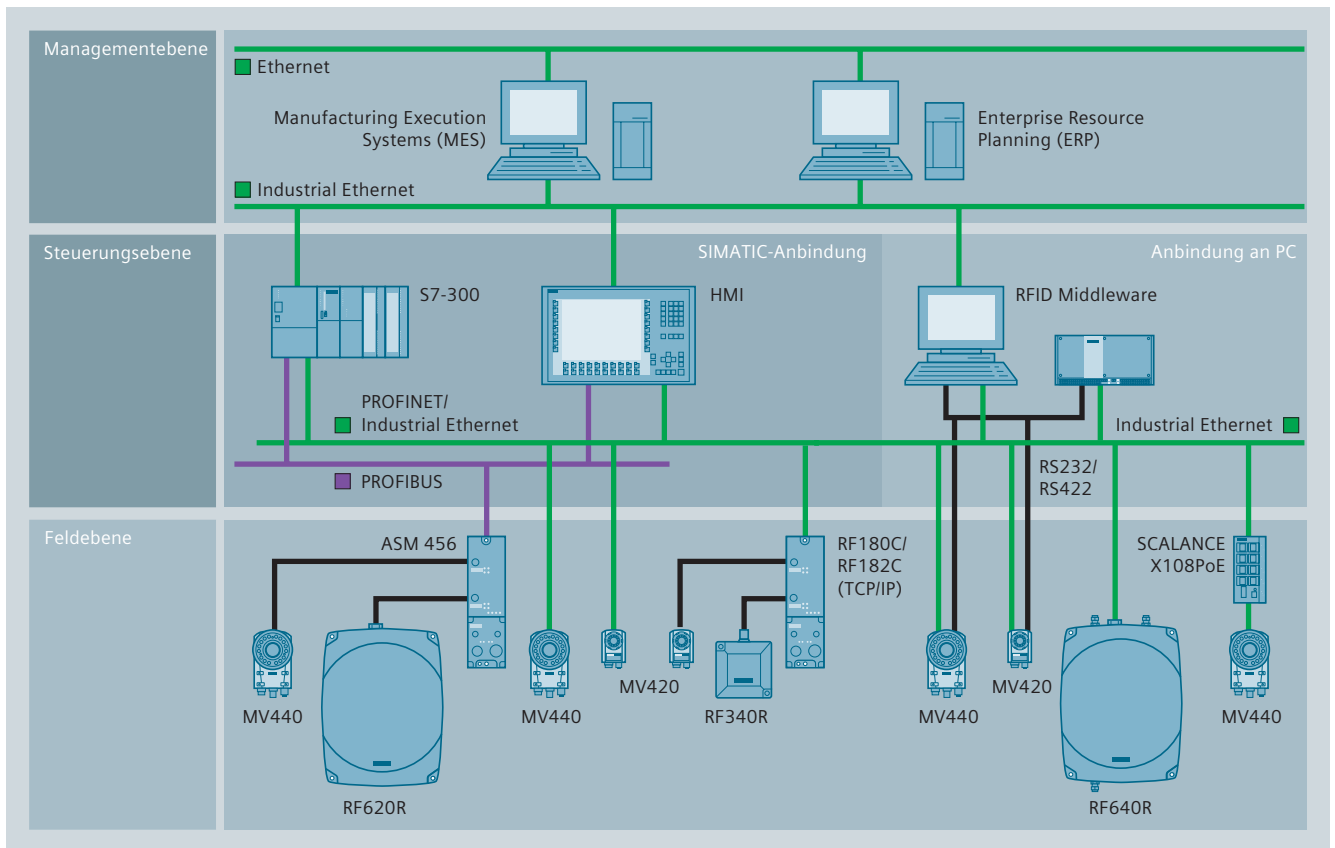 Managementebene
Ethernet
Manufacturing Execution
Systems (MES)
Enterprise Resource
Planning (ERP)
Industrial Ethernet
Steuerungsebene
SIMATIC-Anbindung
Anbindung an PC
S7-300
HMI
RFID Middleware
PROFINET/
Industrial Ethernet
Industrial Ethernet
PROFIBUS
RS232/
RS422
Feldebene
ASM 456
RF180C/
RF182C
(TCP/IP)
SCALANCE
X108PoE
MV440
RF620R
MV440
MV420
RF340R
MV440
MV420
RF640R
MV440